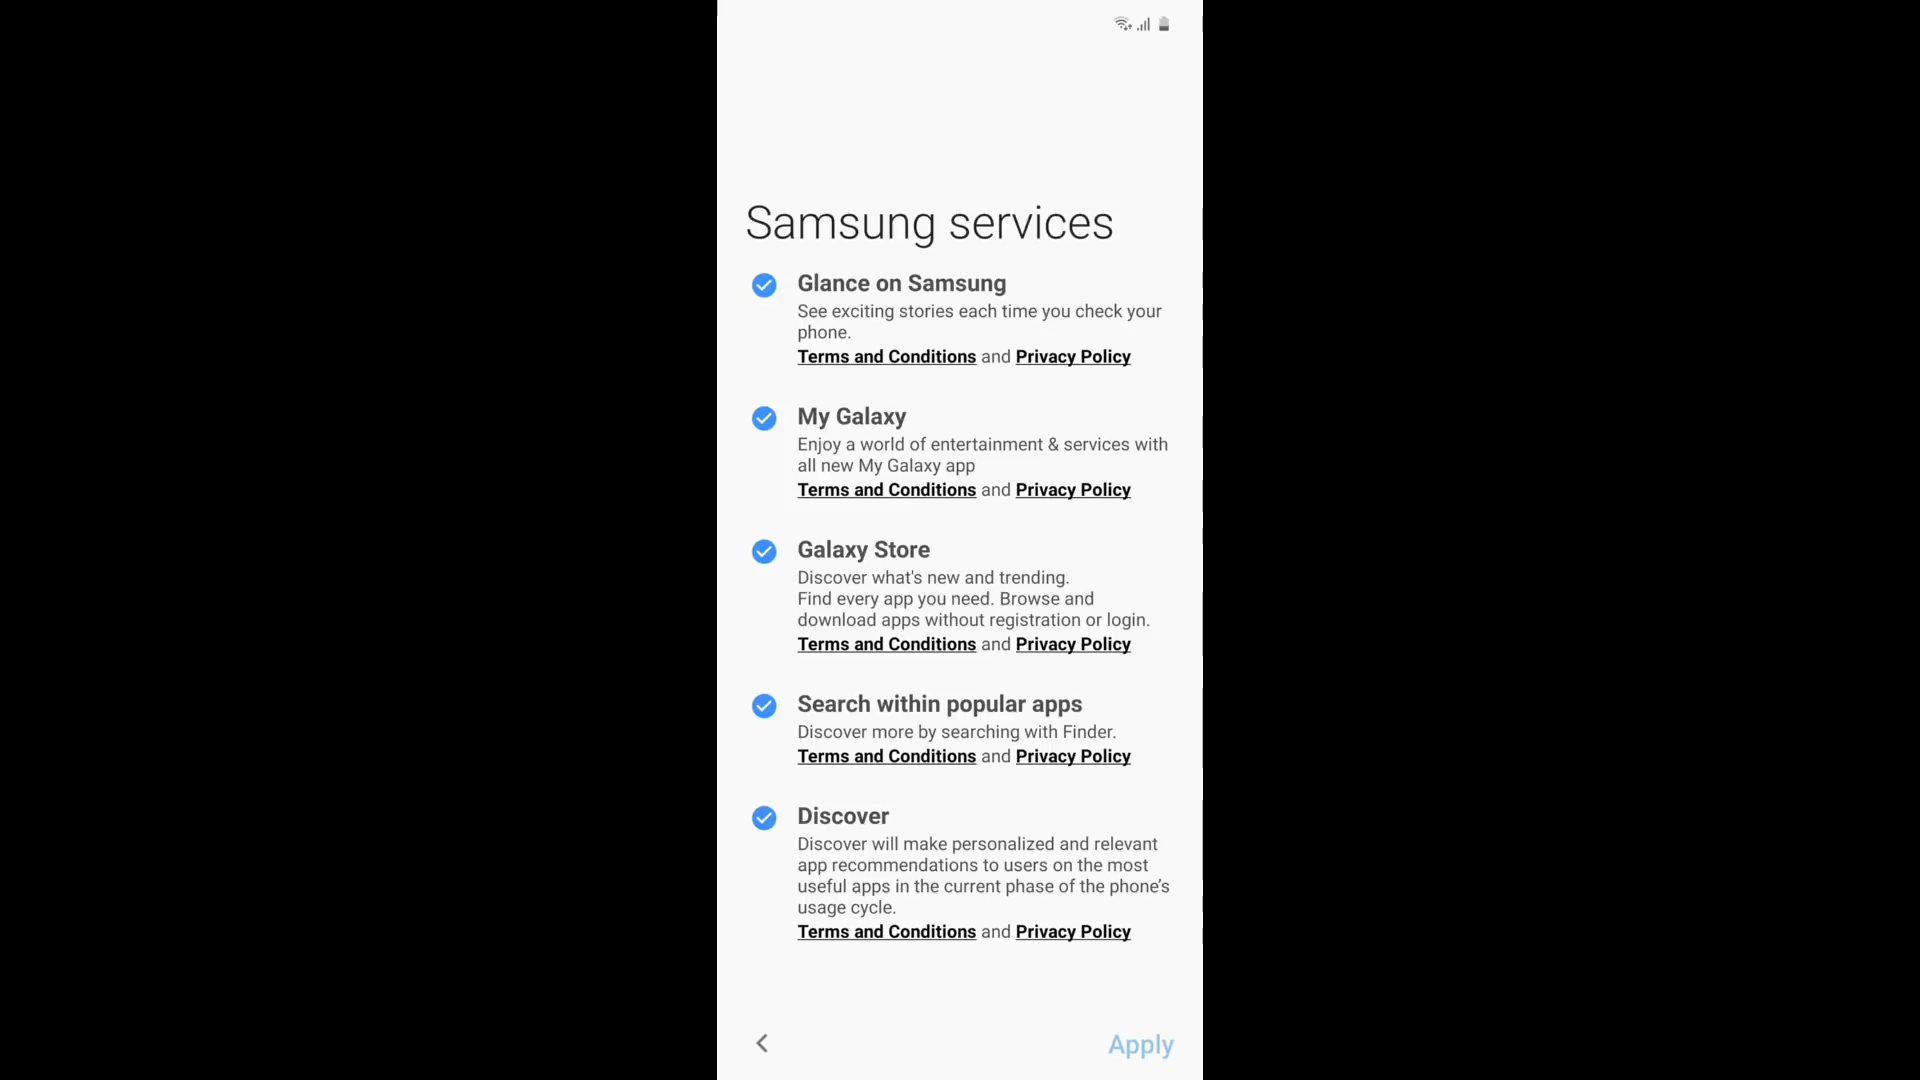 Samsung services
Glance on Samsung
See exciting stories each time you check your
phone.
Terms and Conditions and Privacy Policy
My Galaxy
Enjoy a world of entertainment & services with
all new My Galaxy app
Terms and Conditions and Privacy Policy
Galaxy Store
Discover what's new and trending.
Find every app you need. Browse and
download apps without registration or login.
Terms and Conditions and Privacy Policy
Search within popular apps
Discover more by searching with Finder.
Terms and Conditions and Privacy Policy
Discover
Discover will make personalized and relevant
app recommendations to users on the most
useful apps in the current phase of the phone’s
usage cycle.
Terms and Conditions and Privacy Policy
Apply